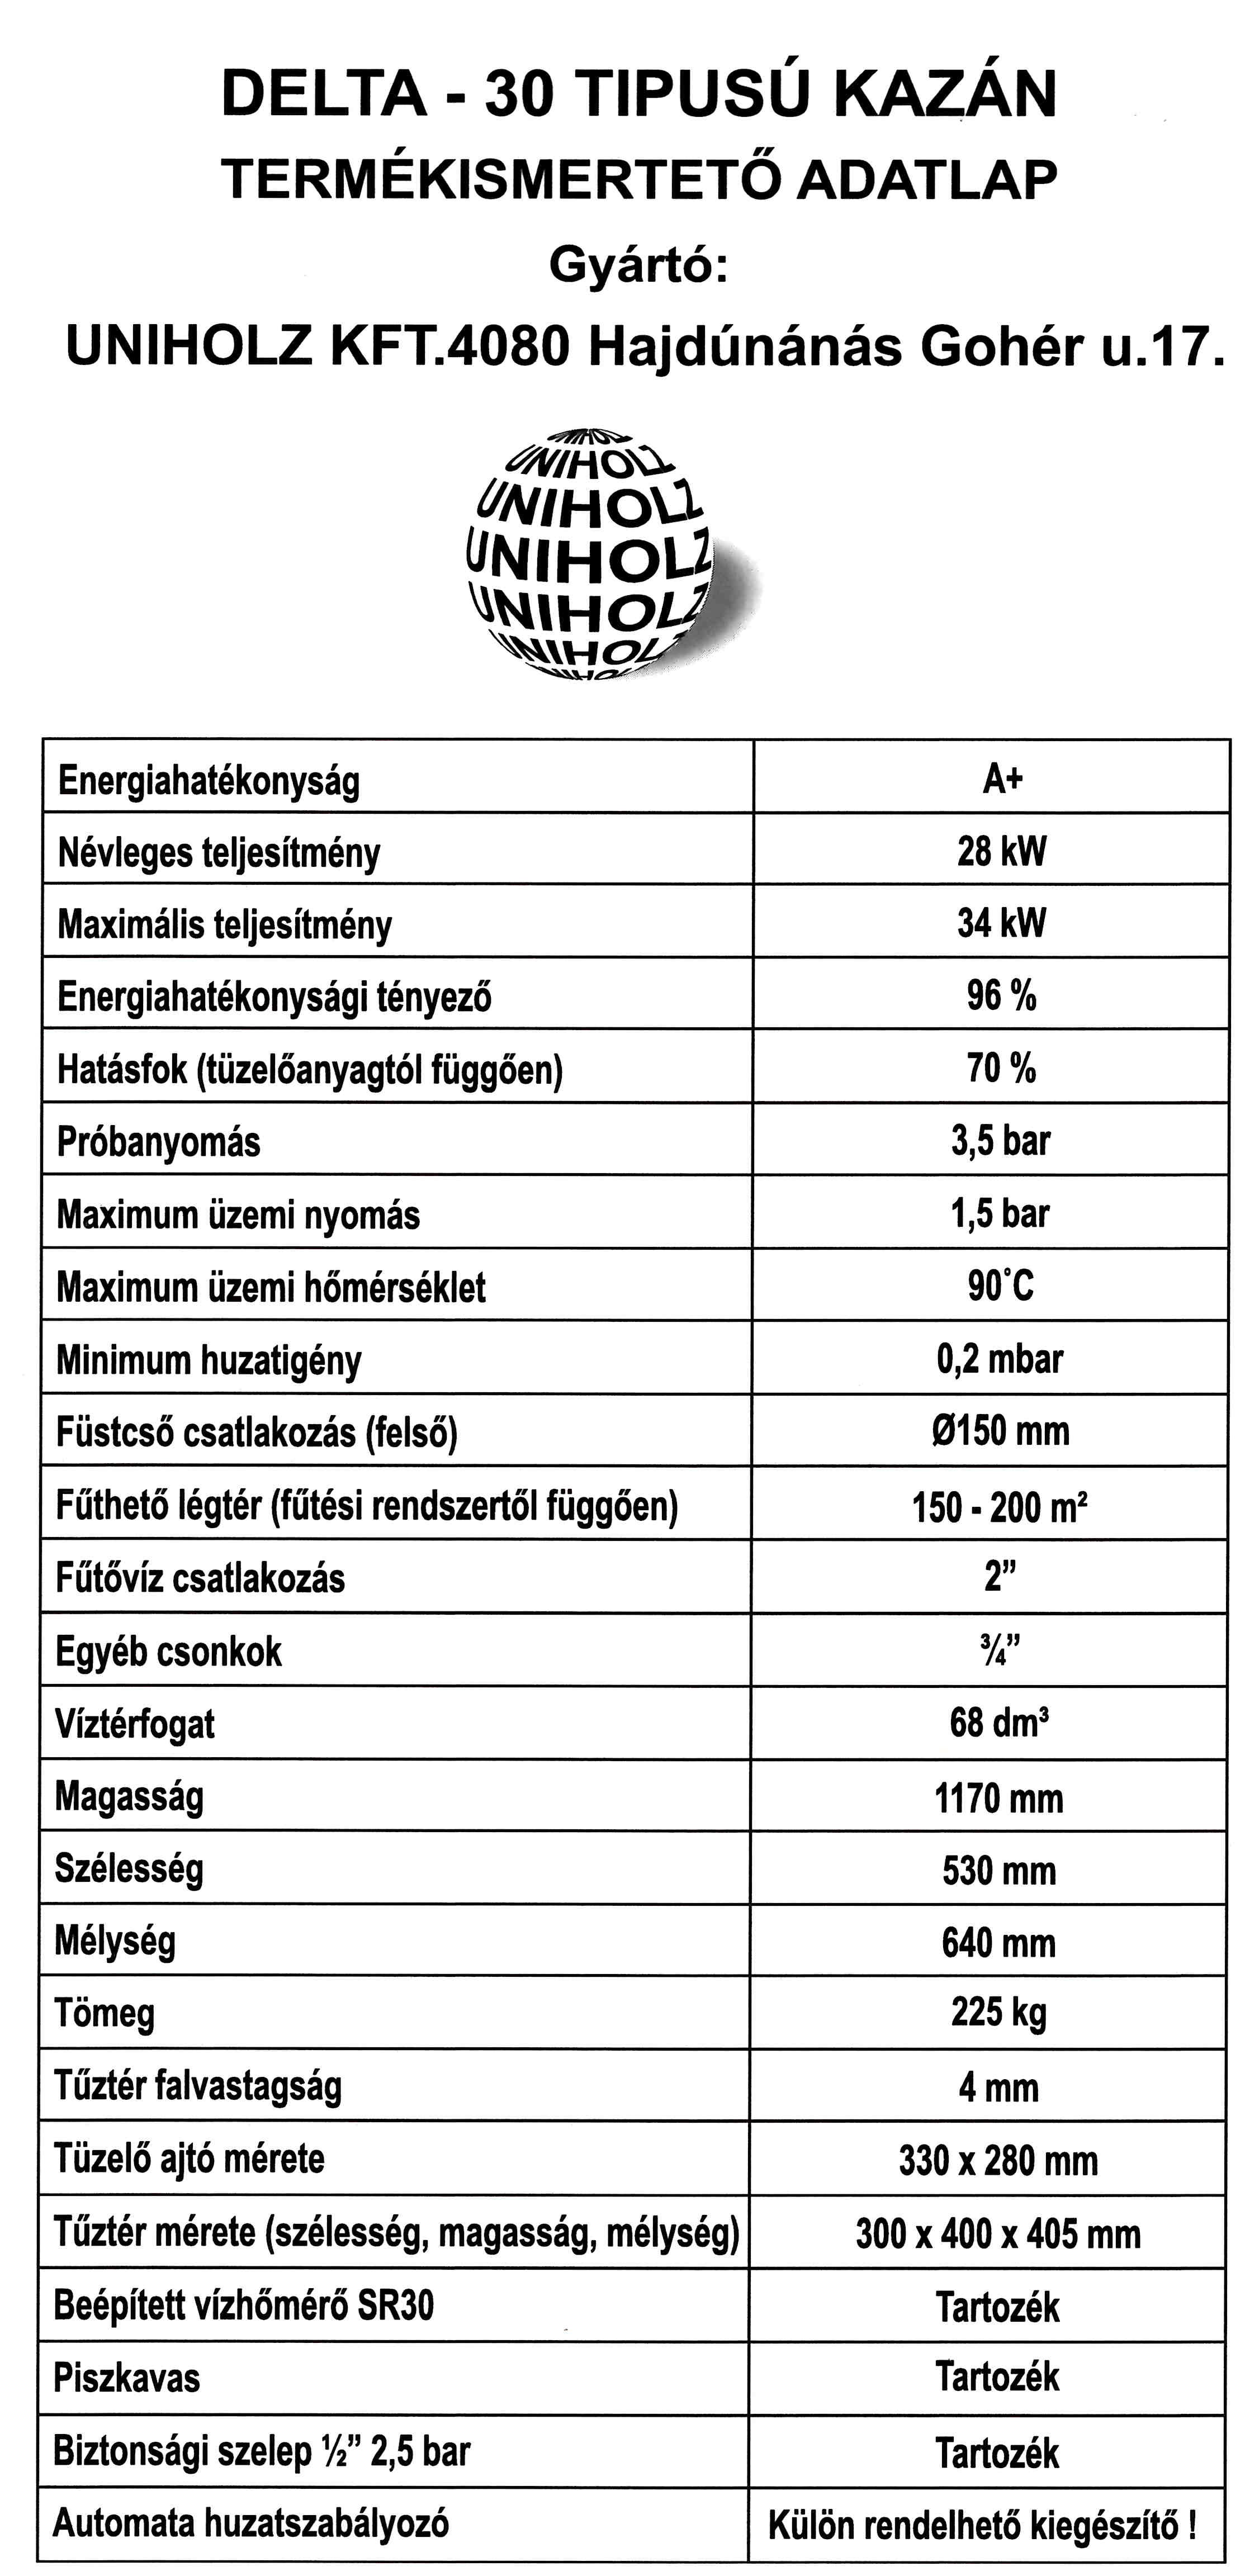 DELTA - 30 TIPUSÚ KAZÁN
TERMÉKISMERTETŐ ADATLAP
Gyártó:
UNIHOLZ KFT.4080 Hajdúnánás Gohér u.17.
UNIHOLZ
UNIHOLZ
UNIHOLZ
UNIHOLZ
UNIHOLZ
UNIHOLZ
UNIHOLZ
Energiahatékonyság A+
Névleges teljesítmény 28 kW
Maximális teljesítmény 34 kW
Energiahatékonysági tényező 96 %
Hatásfok (tüzelőanyagtól függően) 70 %
Próbanyomás 3,5 bar
Maximum üzemi nyomás 1,5 bar
Maximum üzemi hőmérséklet 90˚C
Minimum huzatigény 0,2 mbar
Füstcső csatlakozás (felső) Ø150 mm
Fűthető légtér (fűtési rendszertől függően) 150 - 200 m²
Fűtővíz csatlakozás 2”
Egyéb csonkok ¾”
Víztérfogat 68 dm³
Magasság 1170 mm
Szélesség 530 mm
Mélység 640 mm
Tömeg 225 kg
Tűztér falvastagság 4 mm
Tüzelő ajtó mérete 330 x 280 mm
Tűztér mérete (szélesség, magasság, mélység) 300 x 400 x 405 mm
Beépített vízhőmérő SR30 Tartozék
Piszkavas Tartozék
Biztonsági szelep ½” 2,5 bar Tartozék
Automata huzatszabályozó Külön rendelhető kiegészítő !